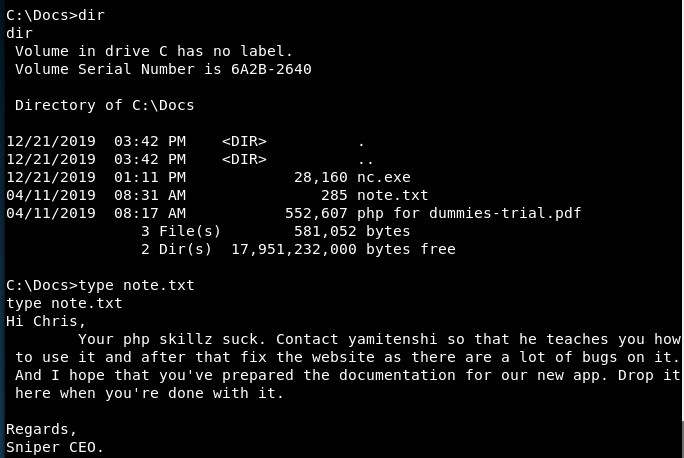 C:\Docs>dir
dir
 Volume in drive C has no label.
 Volume Serial Number is 6A2B-2640

 Directory of C:\Docs

12/21/2019  03:42 PM    <DIR>          .
12/21/2019  03:42 PM    <DIR>          ..
12/21/2019  01:11 PM            28,160 nc.exe
04/11/2019  08:31 AM               285 note.txt
04/11/2019  08:17 AM           552,607 php for dummies-trial.pdf
               3 File(s)        581,052 bytes
               2 Dir(s)  17,951,232,000 bytes free

C:\Docs>type note.txt
type note.txt
Hi Chris,
        Your php skillz suck. Contact yamitenshi so that he teaches you how
 to use it and after that fix the website as there are a lot of bugs on it.
 And I hope that you've prepared the documentation for our new app. Drop it
 here when you're done with it.

Regards,
Sniper CEO.